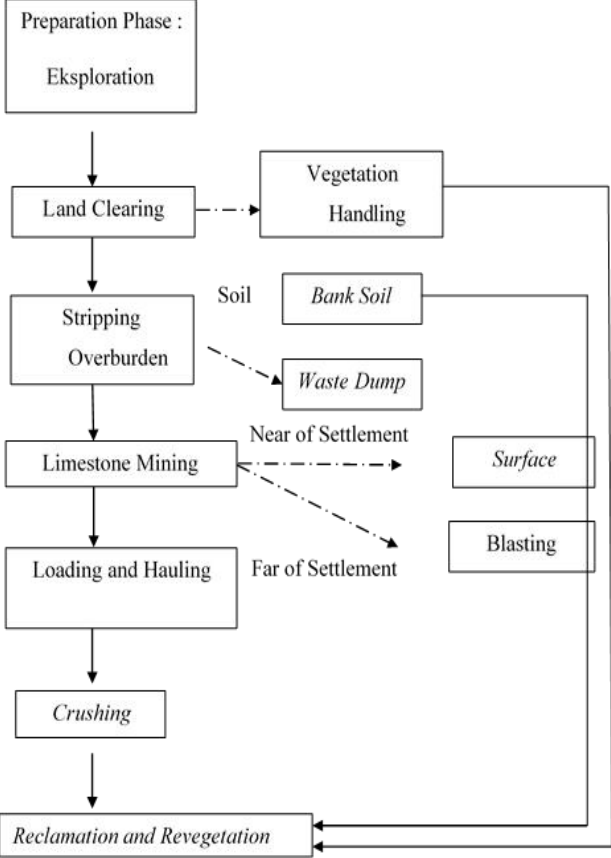 Preparation Phase :
Eksploration
Land Clearing
Vegetation
Handling
Stripping
Overburden
Soil
Bank Soil
Waste Dump
Near of Settlement
Limestone Mining
Surface
Far of Settlement
Blasting
Loading and Hauling
Crushing
Reclamation and Revegetation